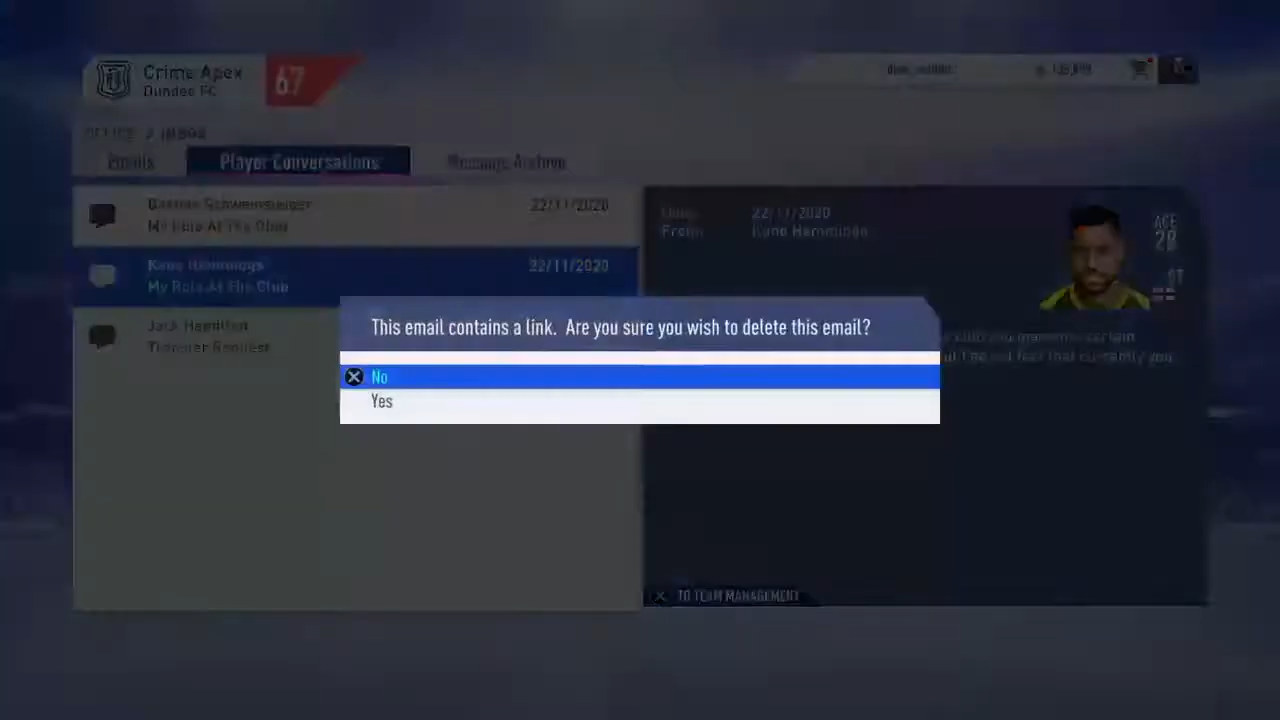 Crime Apex
Dundee FC
67
OFFICE
INBOX
Emails
Player Conversations
Message Archive
Bastian Schweinsteiger
22/11/2020
My Role At The Club
Kane Hemmings
22/11/2020
My Role At The Club
Jack Hamilton
Transfer Request
22/11/2020
From:
Kane Hemmings
AGE
28
ST
This email contains a link. Are you sure you wish to delete this email?
No
Yes
TO TEAM MANAGEMENT